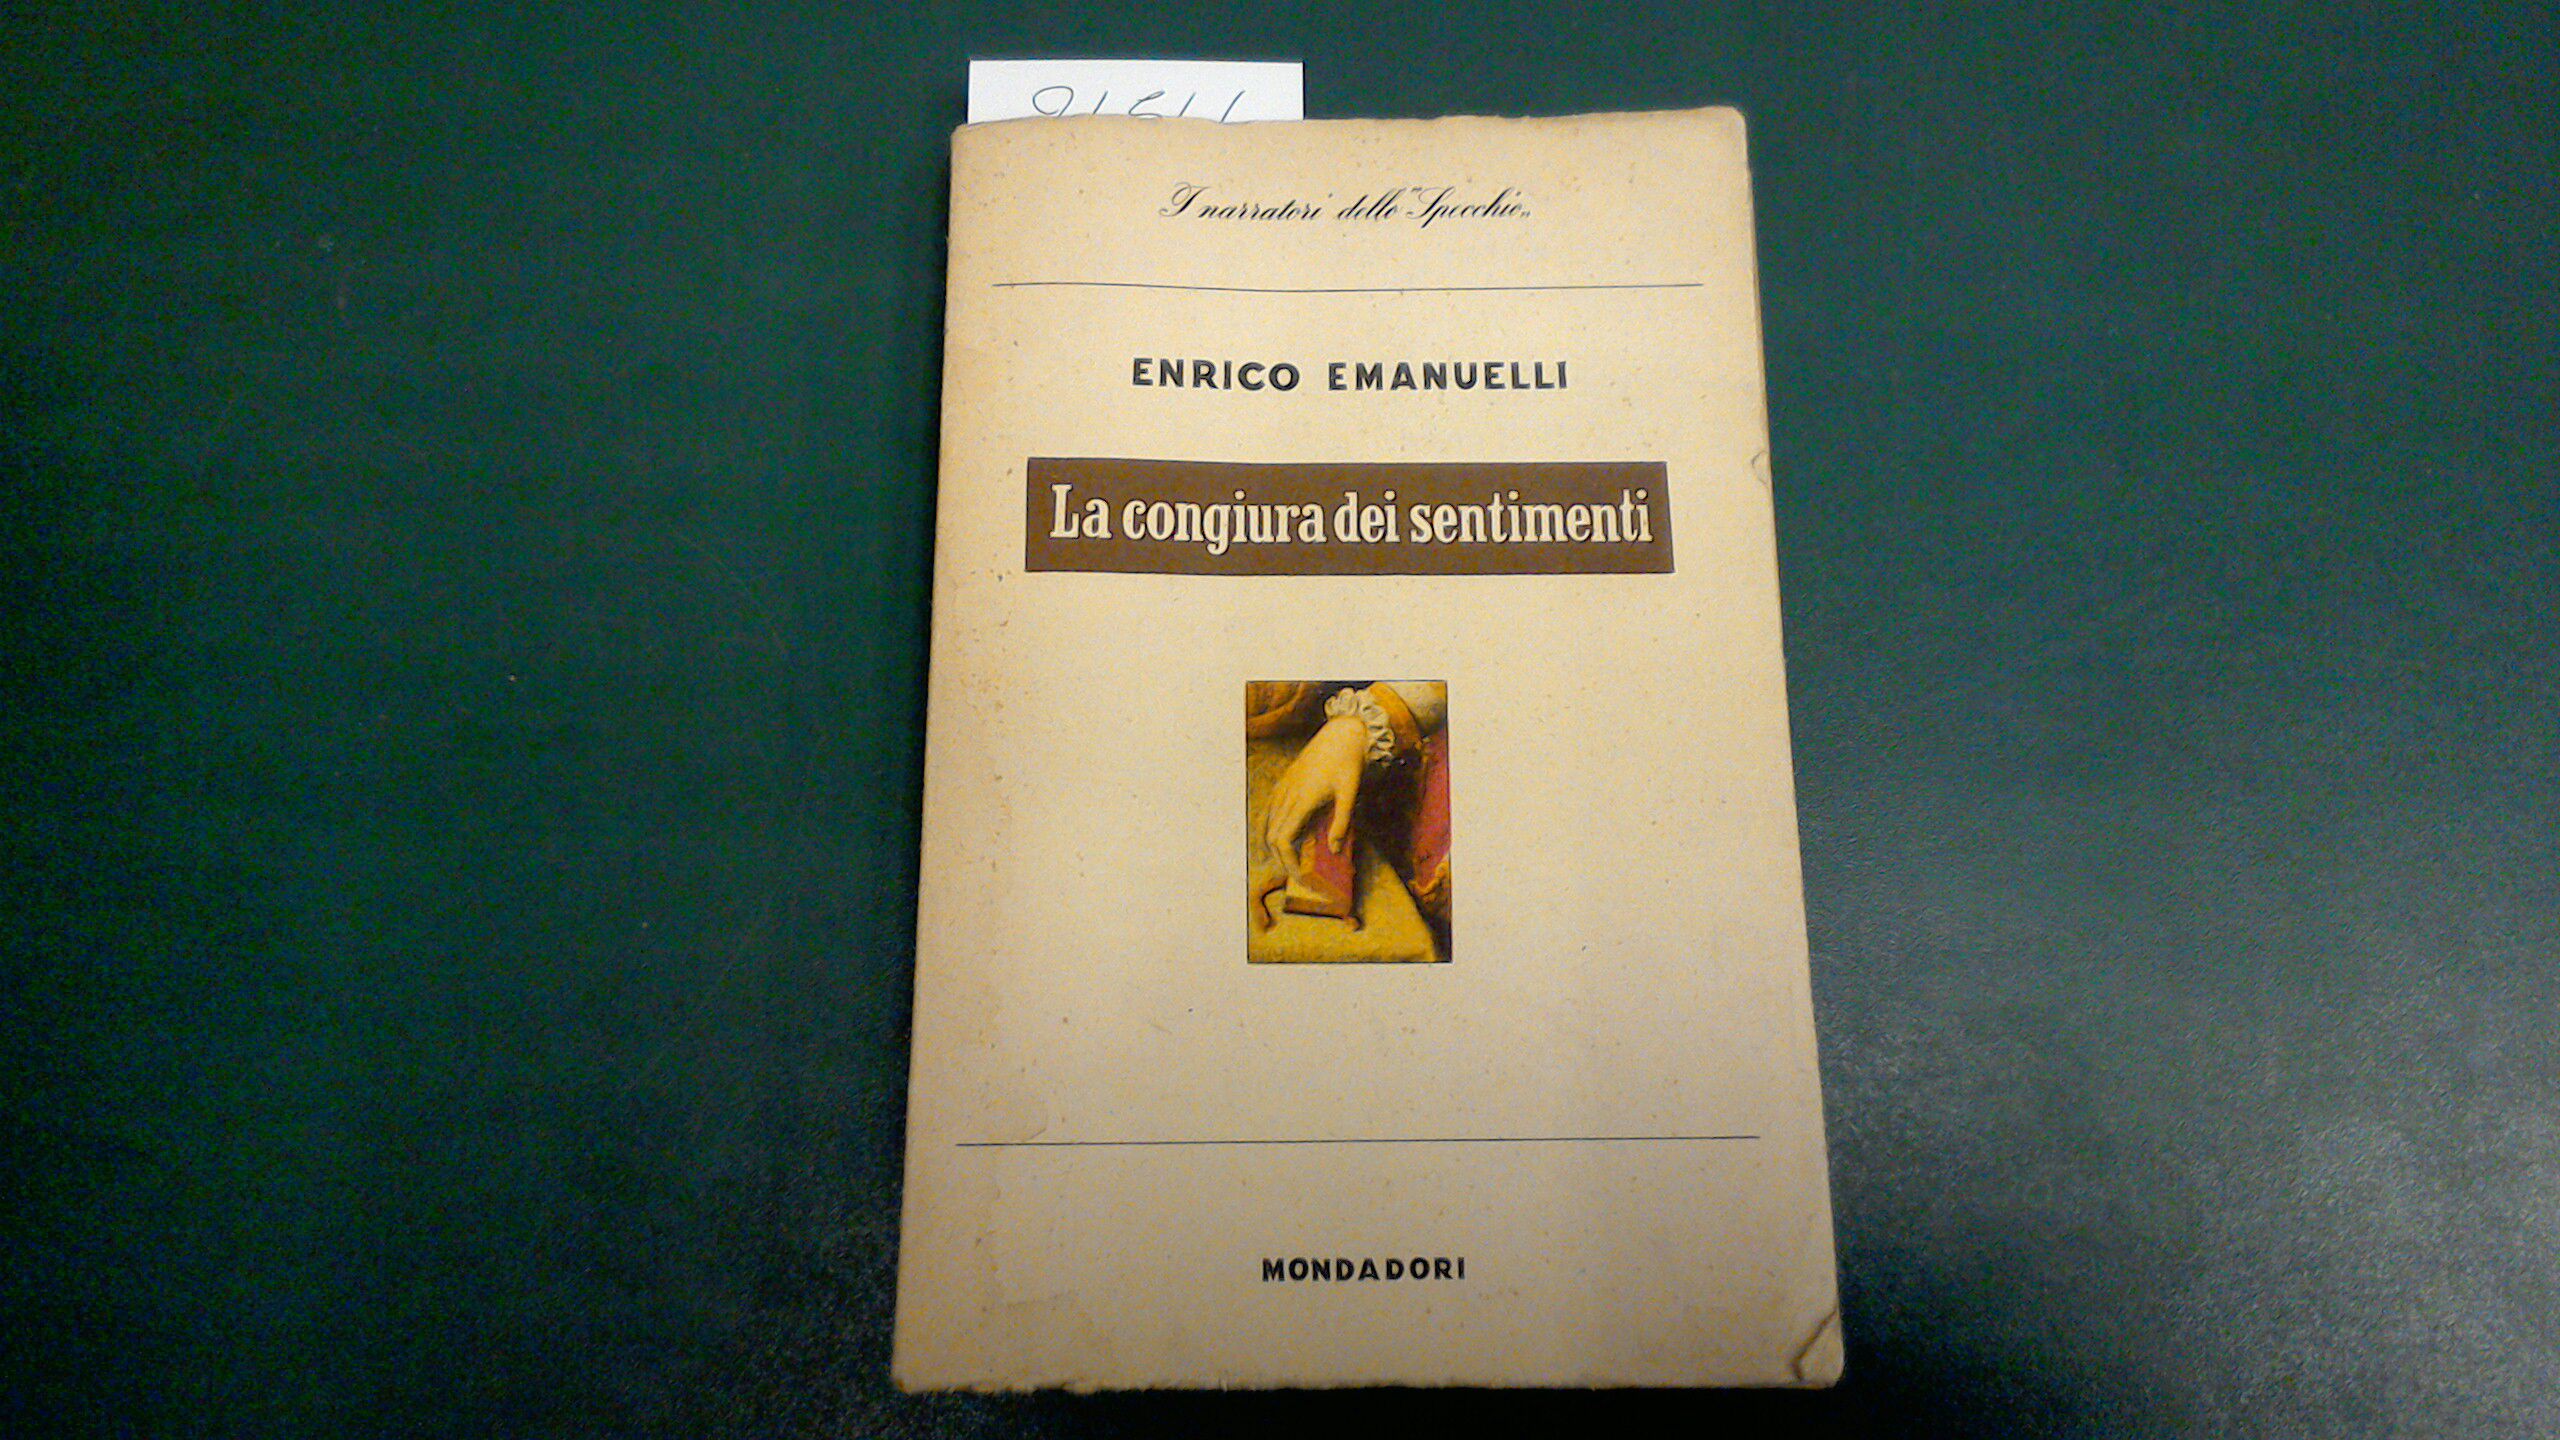 I narratori dello "Specchio„
ENRICO EMANUELLI
La congiura dei sentimenti
MONDADORI